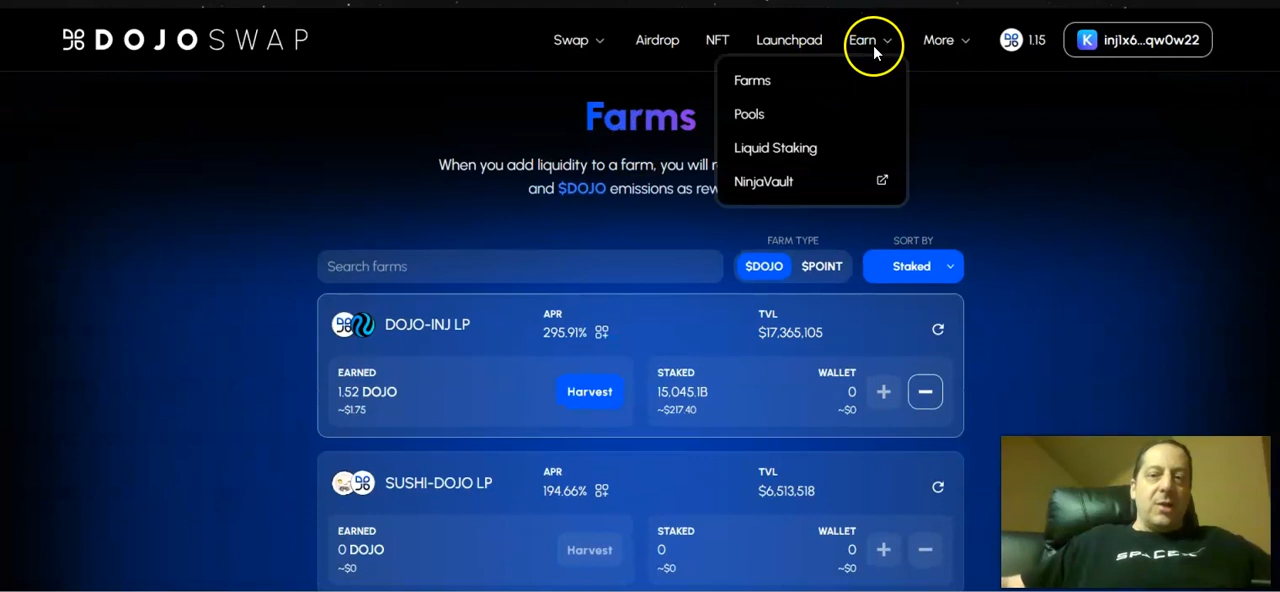 DOJOSWAP
Swap Airdrop NFT Launchpad Earn More 1.15 K inj1x6...qw0w22
Farms
Pools
Liquid Staking
NinjaVault
Farms
When you add liquidity to a farm, you will r
and $DOJO emissions as rew
FARM TYPE SORT BY
Search farms $DOJO $POINT Staked
DOJO-INJ LP
APR TVL
295.91% $17,365,105
EARNED STAKED WALLET
1.52 DOJO Harvest 15,045.1B 0
~$1.75 ~$217.40 ~$0
SUSHI-DOJO LP
APR TVL
194.66% $6,513,518
EARNED STAKED WALLET
0 DOJO Harvest 0 0
~$0 ~$0 ~$0
SPACEX